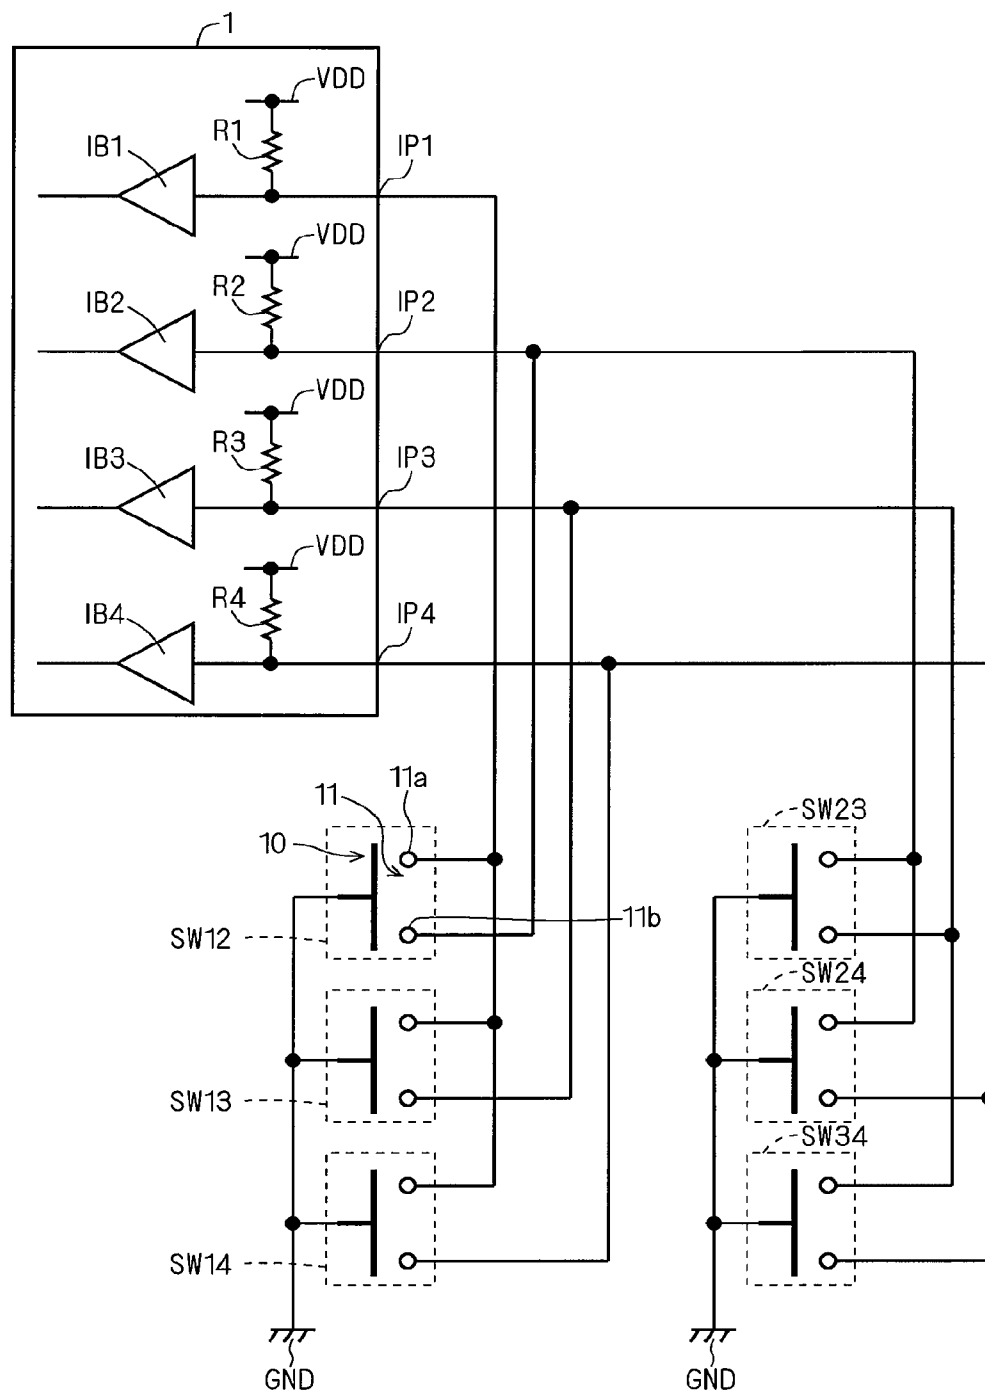 1
VDD
R1
IB1
IP1
VDD
R2
IB2
IP2
VDD
R3
IB3
IP3
VDD
R4
IB4
IP4
11a
11
10
SW23
11b
SW12
SW24
SW13
SW34
SW14
GND
GND